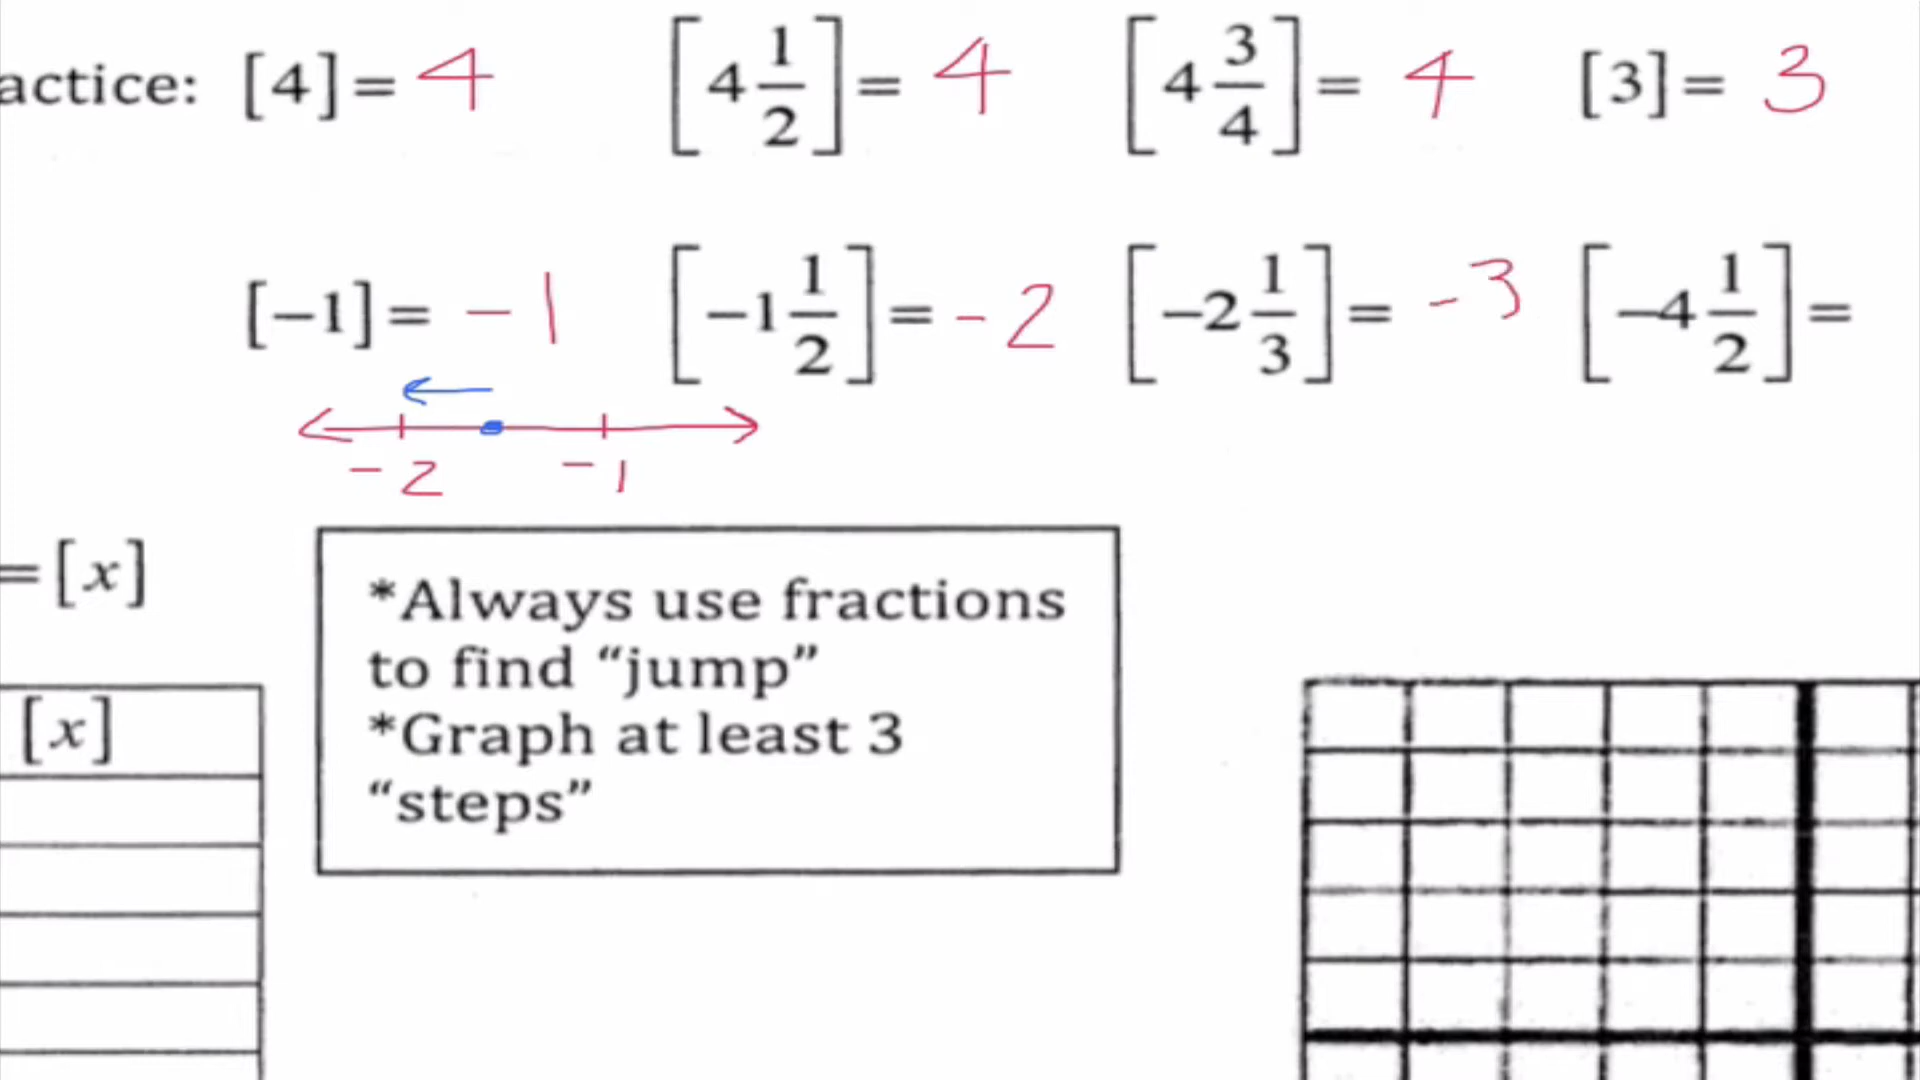 actice: [4] = 4 [4 1/2] = 4 [4 3/4] = 4 [3] = 3
[−1] = −1 [−1 1/2] = -2 [−2 1/3] = -3 [−4 1/2] =
-2 -1
= [x]
*Always use fractions
to find “jump”
*Graph at least 3
“steps”
[x]